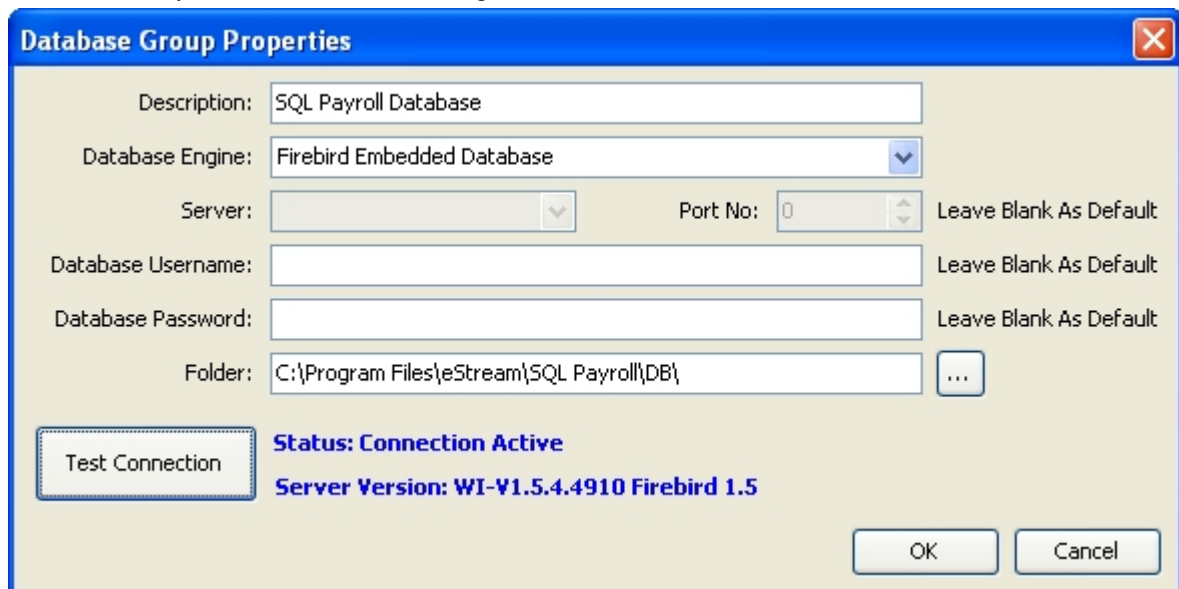 Database Group Properties
Description: SQL Payroll Database
Database Engine: Firebird Embedded Database
Server: Port No: 0 Leave Blank As Default
Database Username: Leave Blank As Default
Database Password: Leave Blank As Default
Folder: C:\Program Files\eStream\SQL Payroll\DB\ ...
Test Connection
Status: Connection Active
Server Version: WI-V1.5.4.4910 Firebird 1.5
OK Cancel